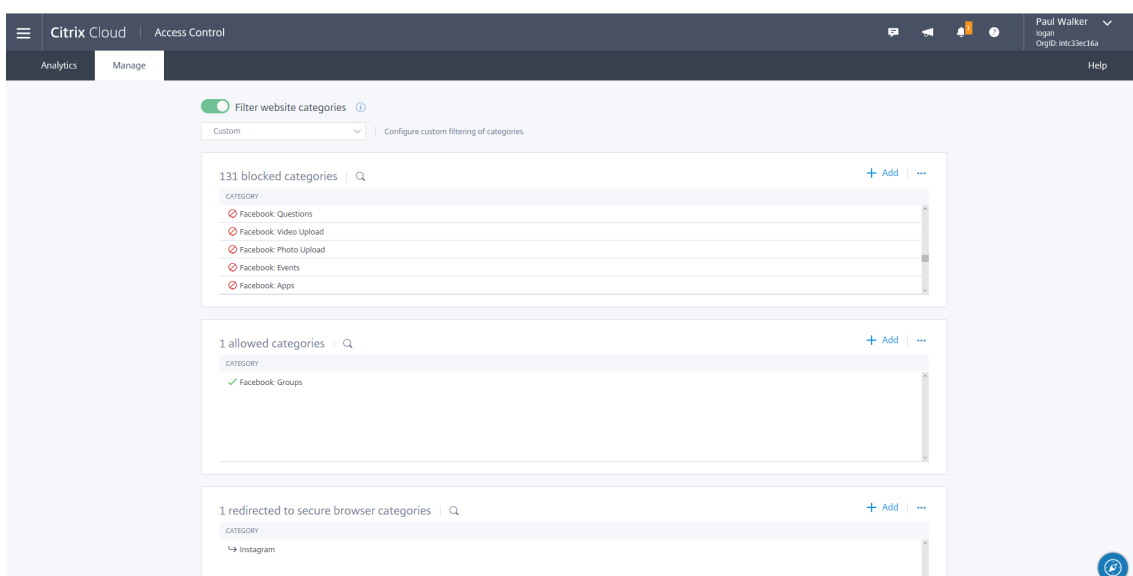 Citrix Cloud
Access Control
1
Paul Walker
logan
OrgID: intc33ec16a
Analytics
Manage
Help
Filter website categories
Custom
Configure custom filtering of categories.
131 blocked categories
+ Add
CATEGORY
Facebook: Questions
Facebook: Video Upload
Facebook: Photo Upload
Facebook: Events
Facebook: Apps
1 allowed categories
+ Add
CATEGORY
Facebook: Groups
1 redirected to secure browser categories
+ Add
CATEGORY
Instagram